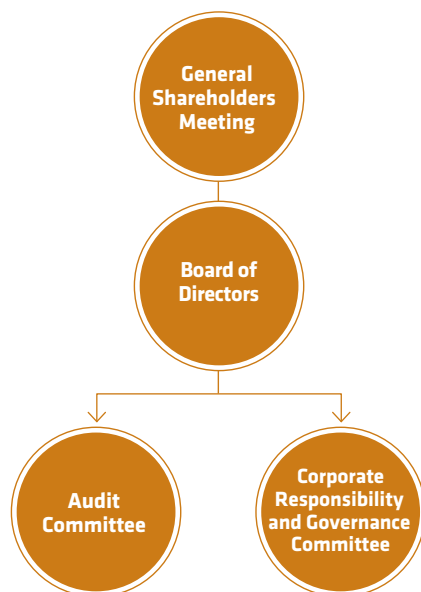 General
Shareholders
Meeting
Board of
Directors
Audit
Committee
Corporate
Responsibility
and Governance
Committee